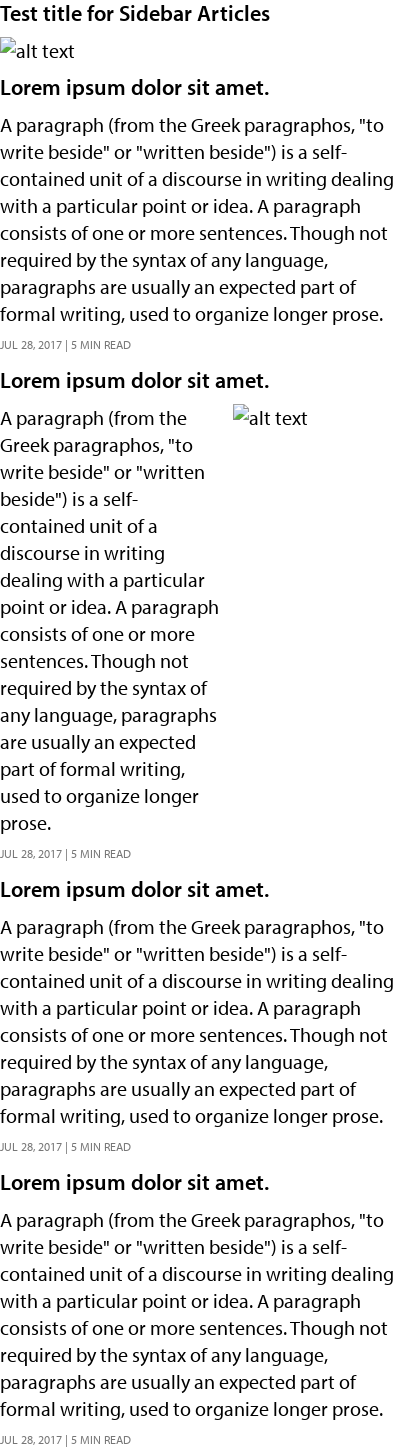 Test title for Sidebar Articles
alt text
Lorem ipsum dolor sit amet.
A paragraph (from the Greek paragraphos, "to
write beside" or "written beside") is a self-
contained unit of a discourse in writing dealing
with a particular point or idea. A paragraph
consists of one or more sentences. Though not
required by the syntax of any language,
paragraphs are usually an expected part of
formal writing, used to organize longer prose.
JUL 28, 2017 | 5 MIN READ
Lorem ipsum dolor sit amet.
A paragraph (from the
Greek paragraphos, "to
write beside" or "written
beside") is a self-
contained unit of a
discourse in writing
dealing with a particular
point or idea. A paragraph
consists of one or more
sentences. Though not
required by the syntax of
any language, paragraphs
are usually an expected
part of formal writing,
used to organize longer
prose.
alt text
JUL 28, 2017 | 5 MIN READ
Lorem ipsum dolor sit amet.
A paragraph (from the Greek paragraphos, "to
write beside" or "written beside") is a self-
contained unit of a discourse in writing dealing
with a particular point or idea. A paragraph
consists of one or more sentences. Though not
required by the syntax of any language,
paragraphs are usually an expected part of
formal writing, used to organize longer prose.
JUL 28, 2017 | 5 MIN READ
Lorem ipsum dolor sit amet.
A paragraph (from the Greek paragraphos, "to
write beside" or "written beside") is a self-
contained unit of a discourse in writing dealing
with a particular point or idea. A paragraph
consists of one or more sentences. Though not
required by the syntax of any language,
paragraphs are usually an expected part of
formal writing, used to organize longer prose.
JUL 28, 2017 | 5 MIN READ